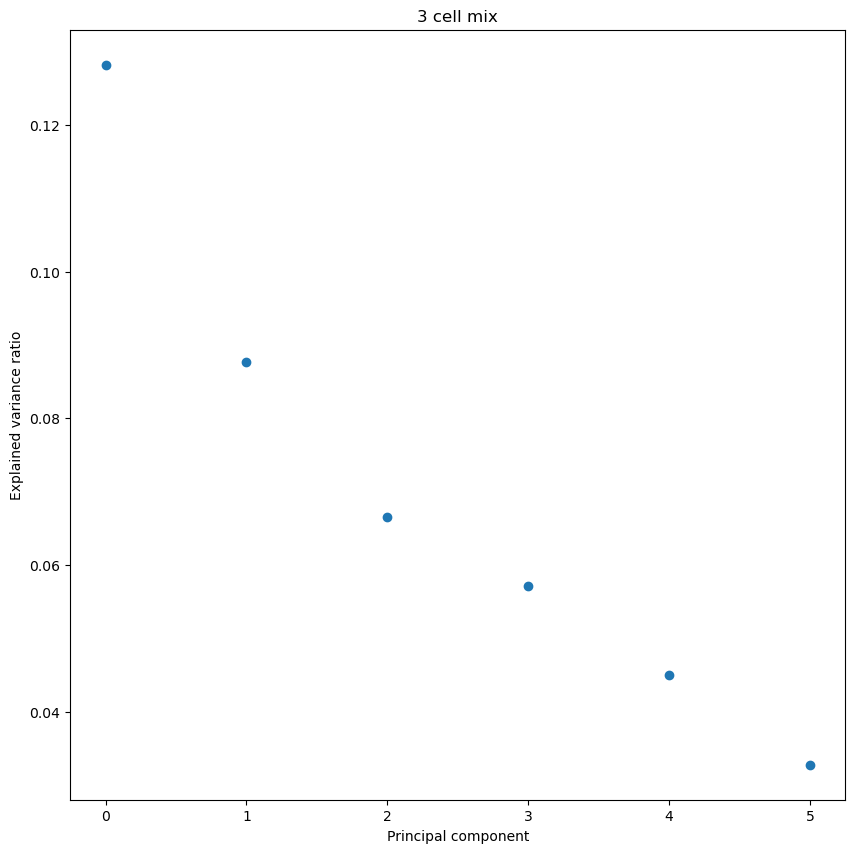 3 cell mix
0.12
0.10
0.08
0.06
0.04
Explained variance ratio
0 1 2 3 4 5
Principal component